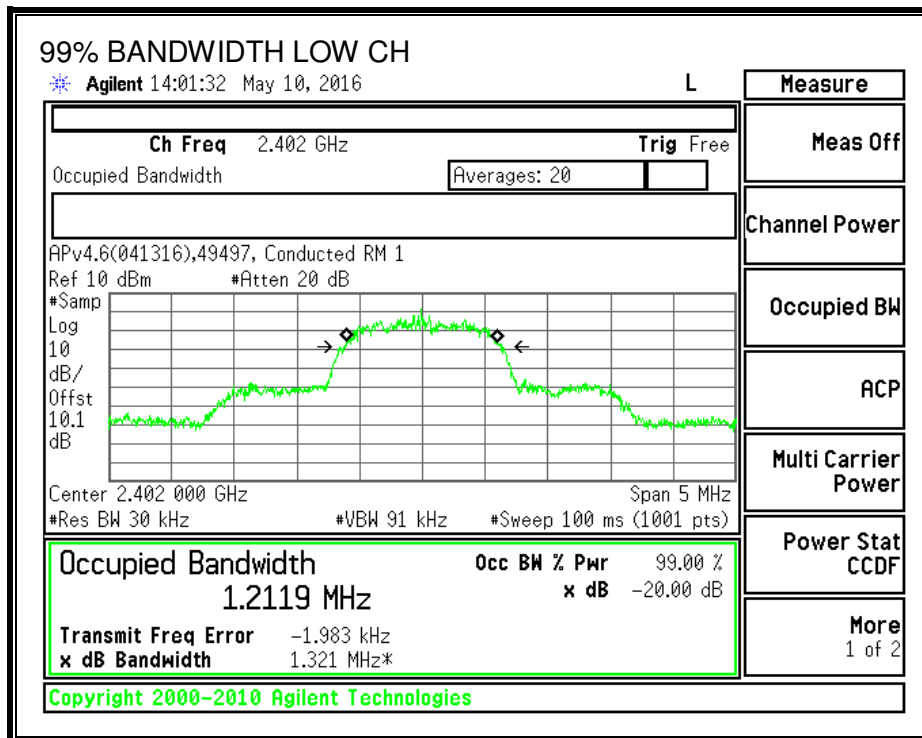 99% BANDWIDTH LOW CH
Agilent 14:01:32 May 10, 2016 L
Ch Freq 2.402 GHz Trig Free
Occupied Bandwidth Averages: 20
APv4.6(041316),49497, Conducted RM 1
Ref 10 dBm #Atten 20 dB
#Samp
Log
10
dB/
Offst
10.1
dB
Center 2.402 000 GHz Span 5 MHz
#Res BW 30 kHz #VBW 91 kHz #Sweep 100 ms (1001 pts)
Occupied Bandwidth Occ BW % Pwr 99.00 %
1.2119 MHz x dB -20.00 dB
Transmit Freq Error -1.983 kHz
x dB Bandwidth 1.321 MHz*
Copyright 2000-2010 Agilent Technologies
Measure
Meas Off
Channel Power
Occupied BW
ACP
Multi Carrier
Power
Power Stat
CCDF
More
1 of 2